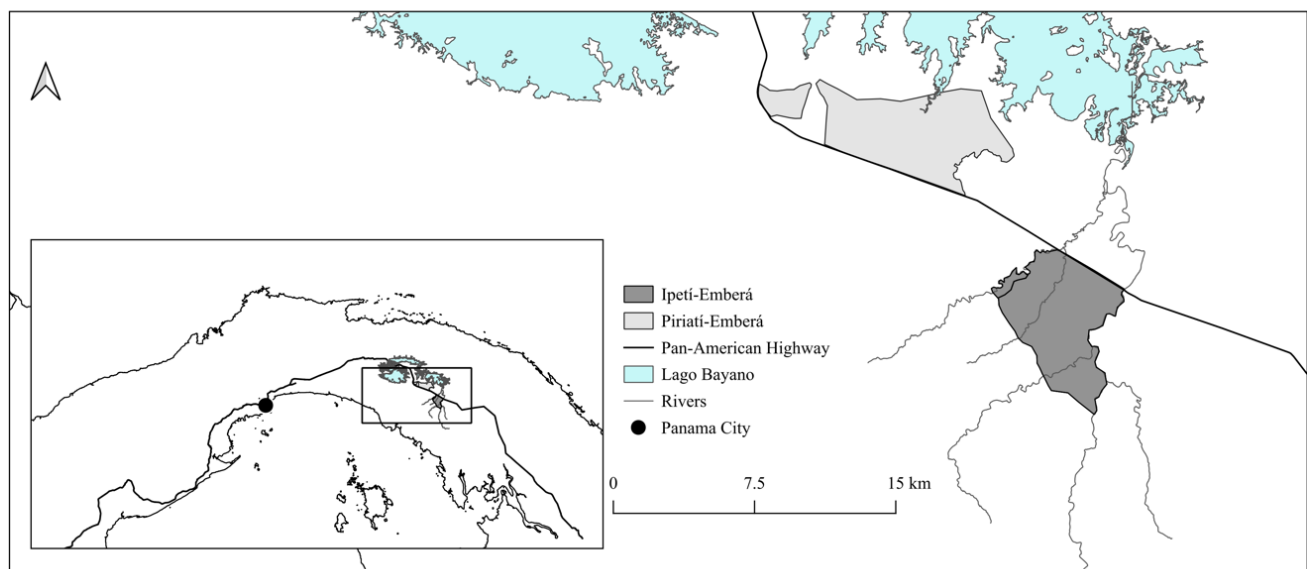 Ipetí-Emberá
Piriatí-Emberá
Pan-American Highway
Lago Bayano
Rivers
Panama City
0 7.5 15 km